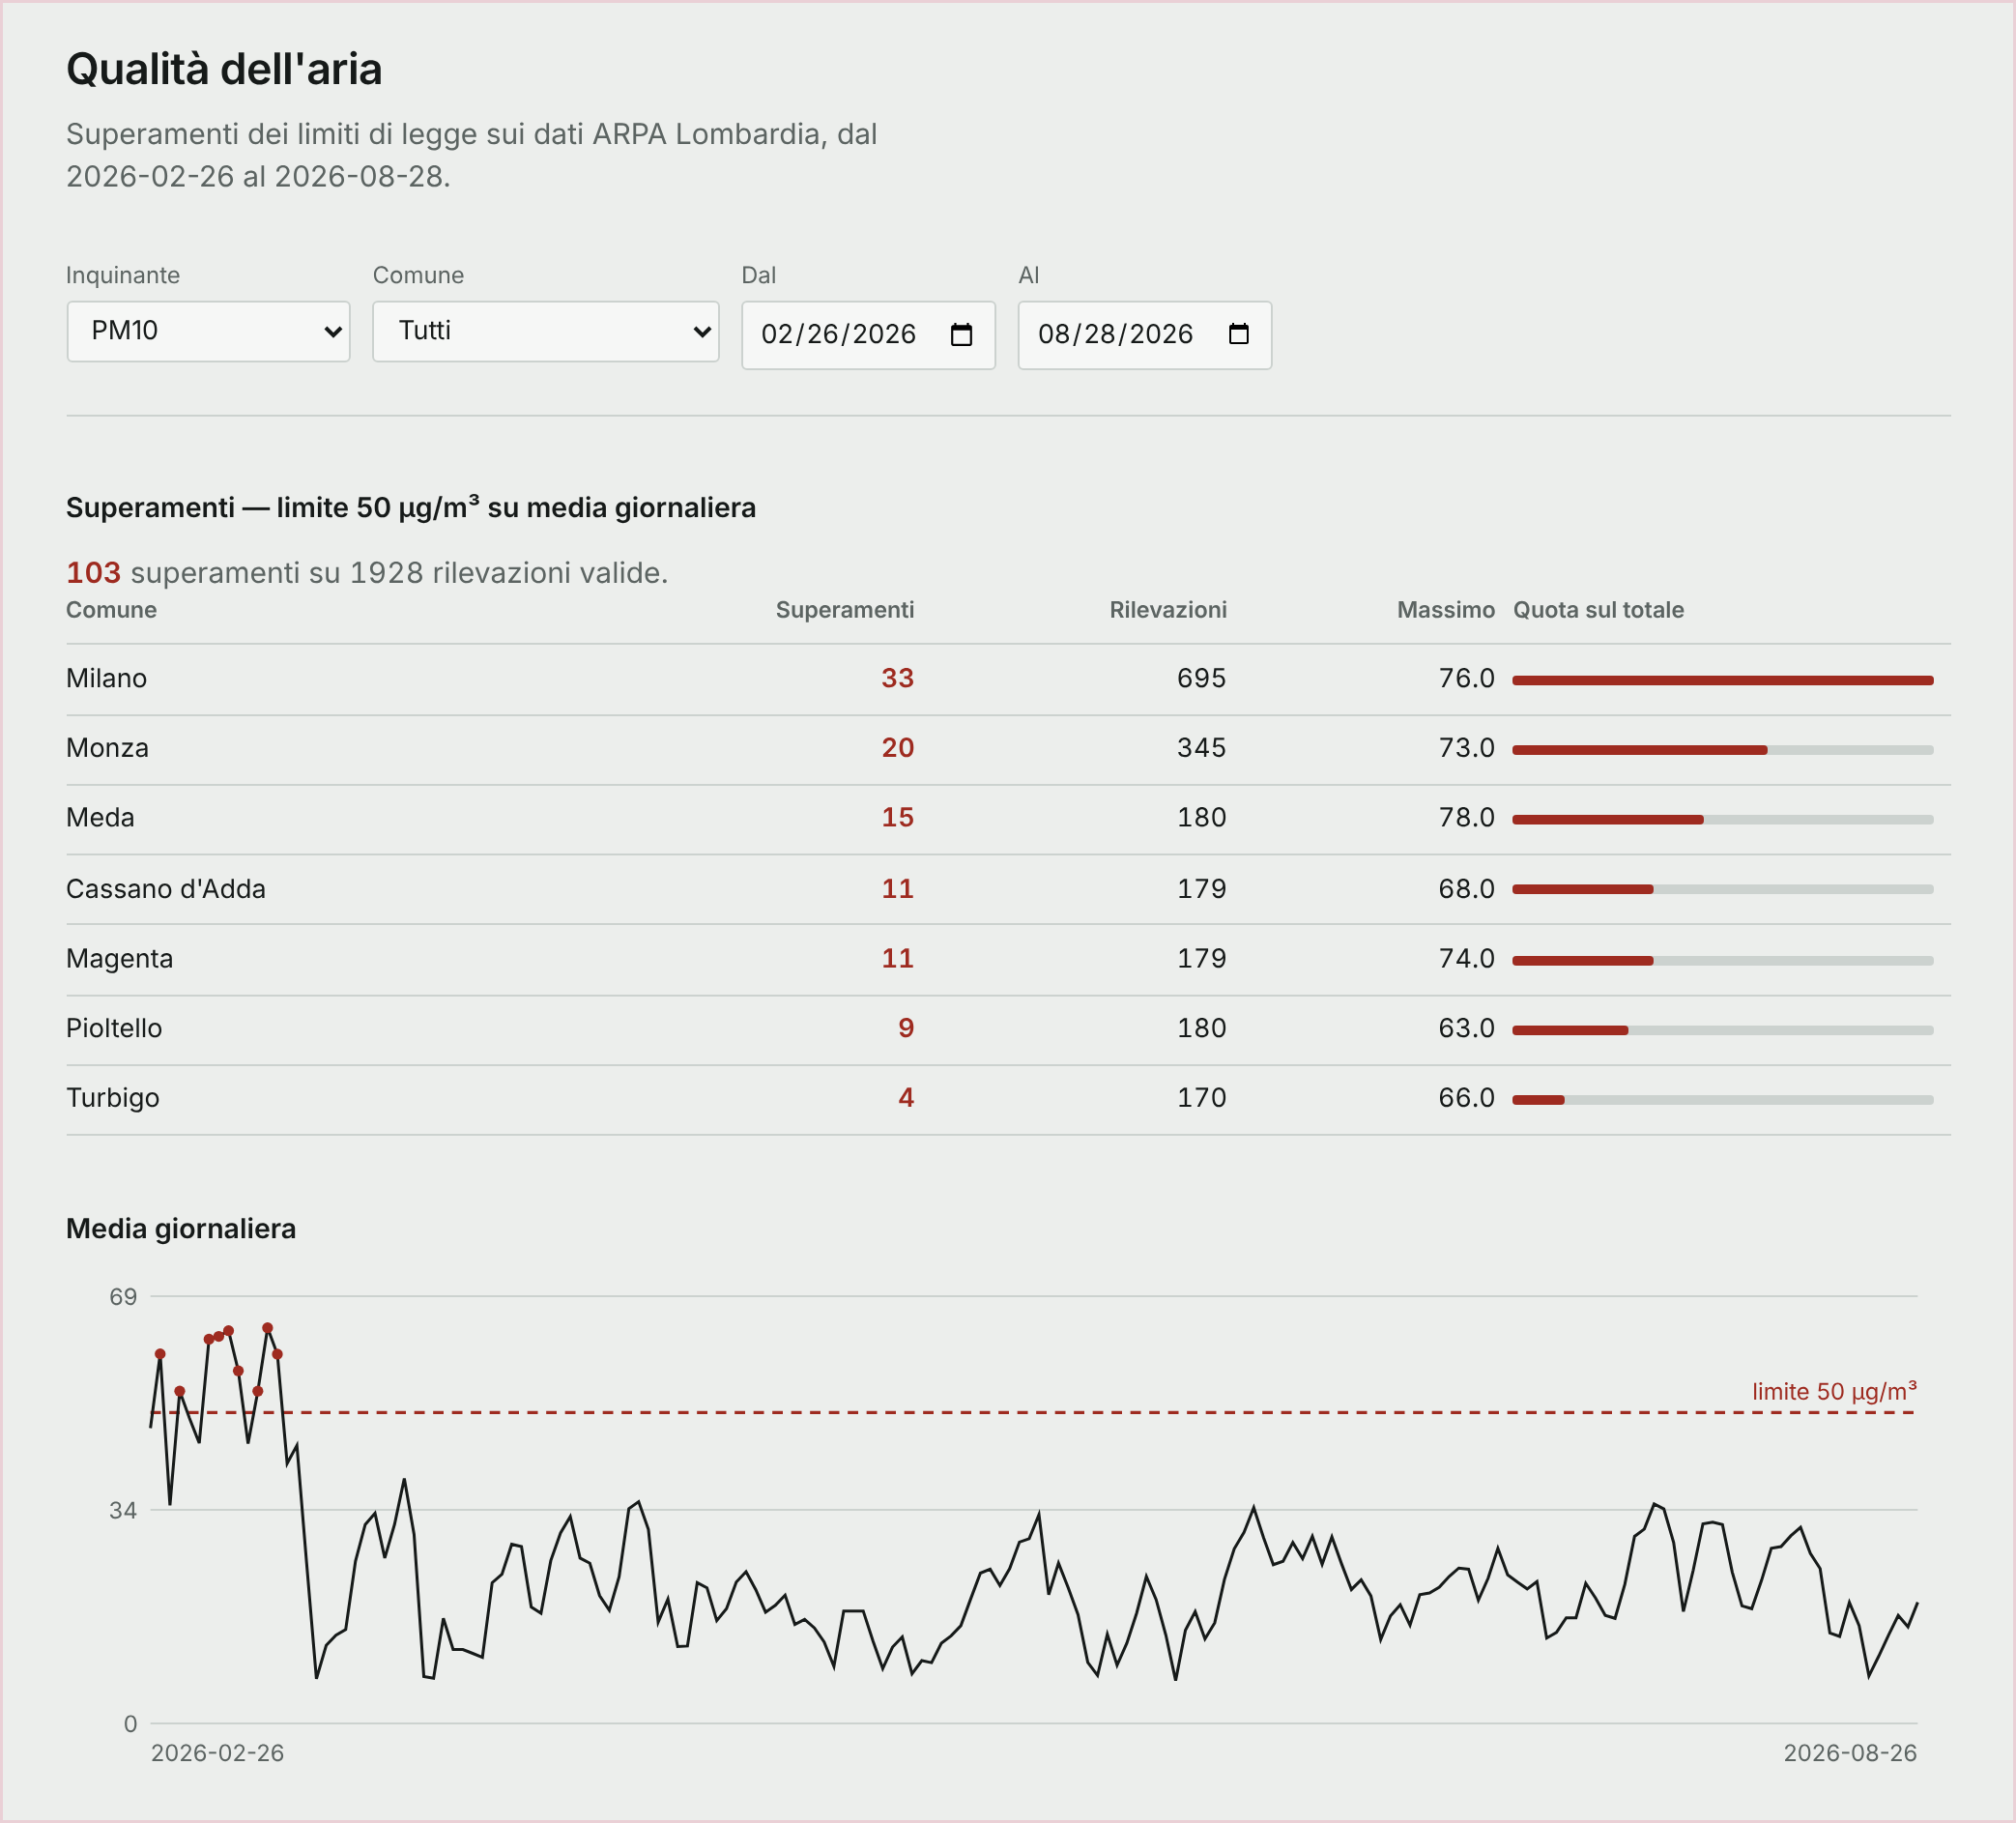 Qualità dell'aria
Superamenti dei limiti di legge sui dati ARPA Lombardia, dal
2026-02-26 al 2026-08-28.
Inquinante Comune Dal Al
PM10 Tutti 02/26/2026 08/28/2026
Superamenti — limite 50 µg/m³ su media giornaliera
103 superamenti su 1928 rilevazioni valide.
Comune Superamenti Rilevazioni Massimo Quota sul totale
Milano 33 695 76.0
Monza 20 345 73.0
Meda 15 180 78.0
Cassano d'Adda 11 179 68.0
Magenta 11 179 74.0
Pioltello 9 180 63.0
Turbigo 4 170 66.0
Media giornaliera
69
limite 50 µg/m³
34
0
2026-02-26 2026-08-26